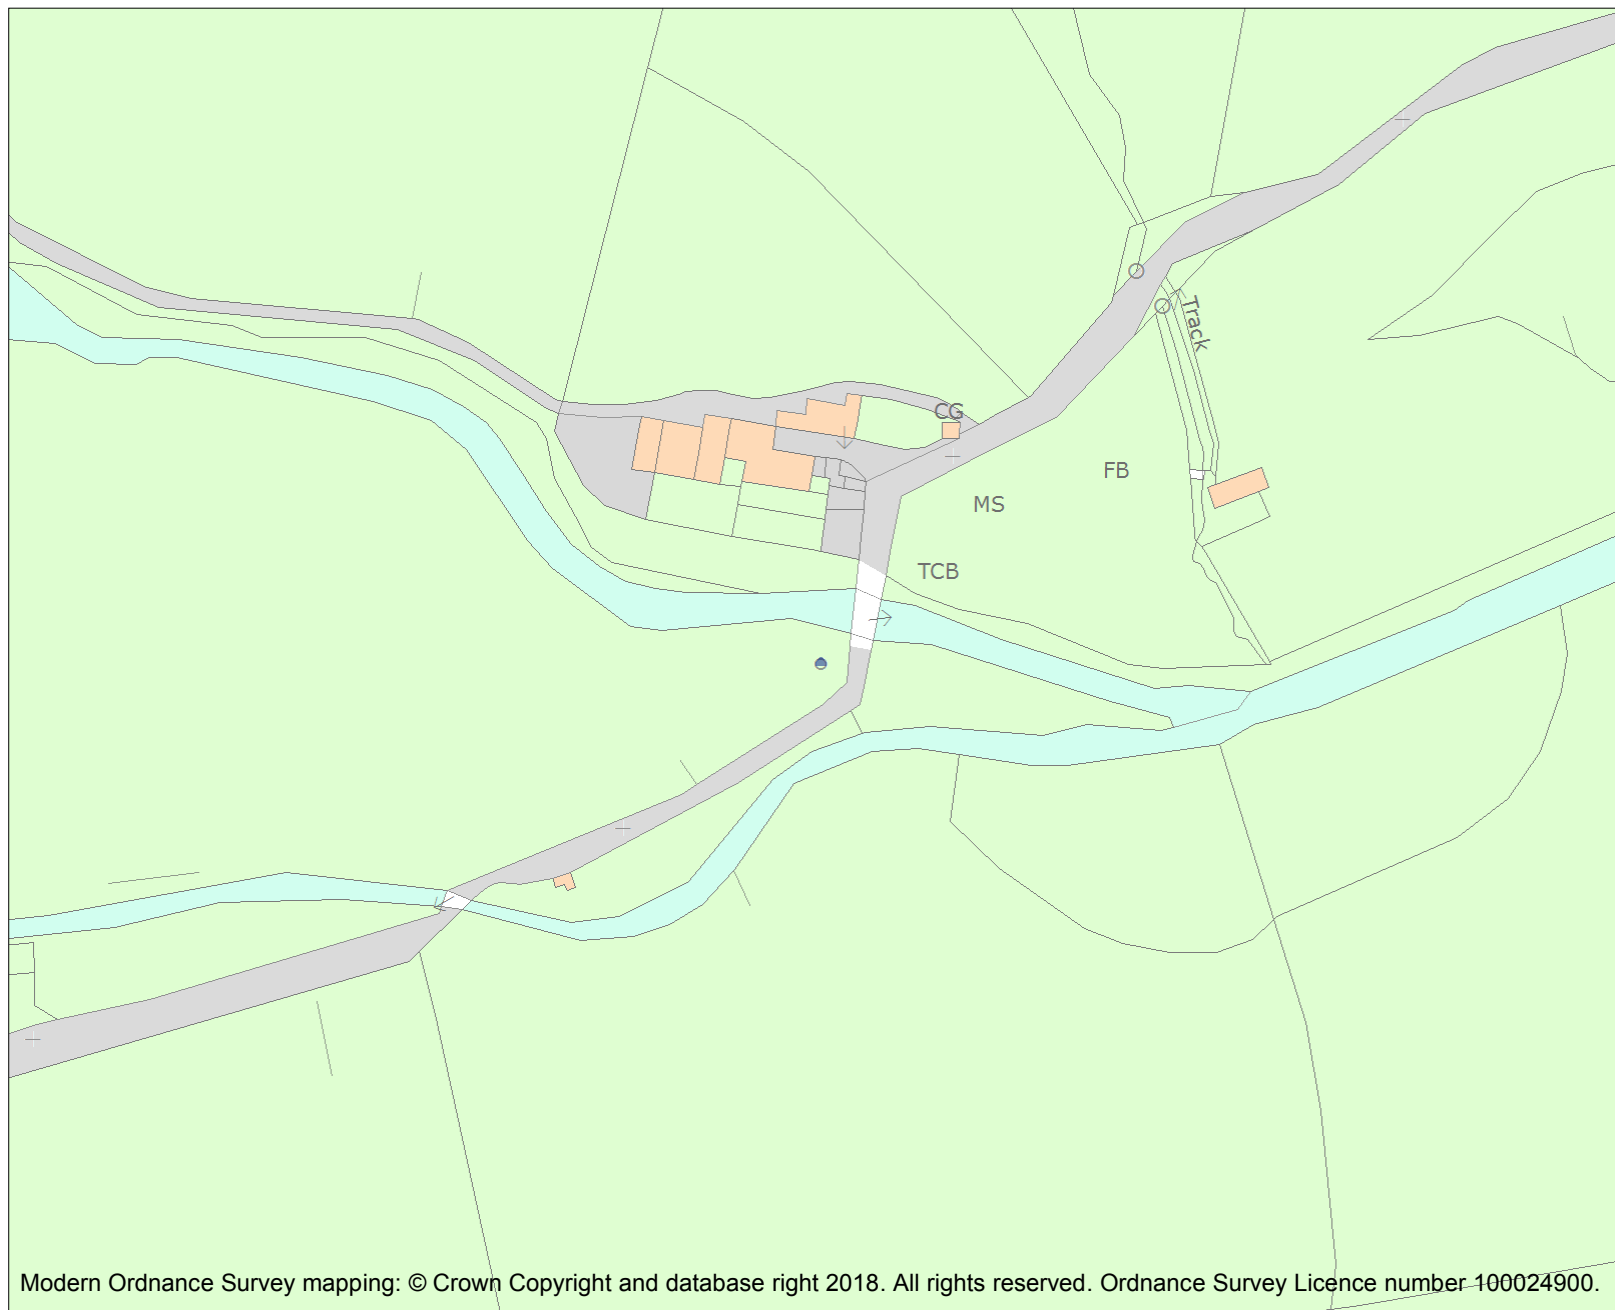 Track
CG
FB
MS
TCB
Modern Ordnance Survey mapping: © Crown Copyright and database right 2018. All rights reserved. Ordnance Survey Licence number 100024900.